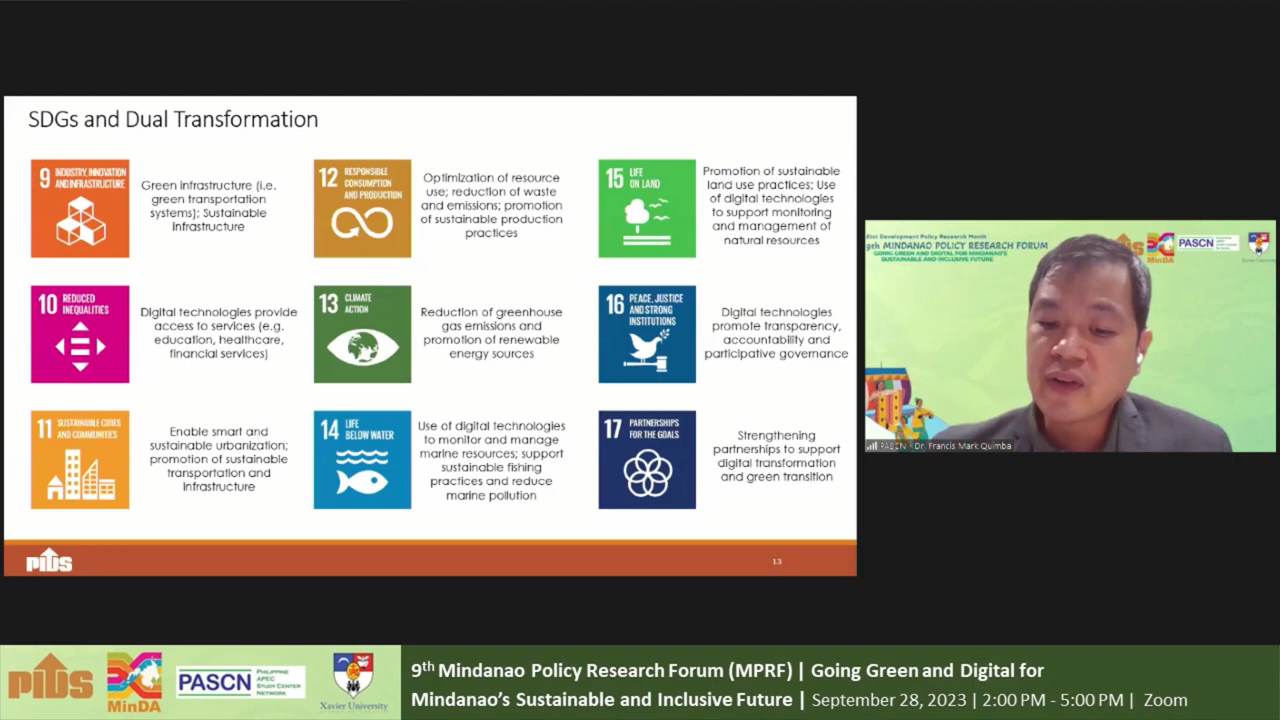 SDGs and Dual Transformation
9 INDUSTRY, INNOVATION
AND INFRASTRUCTURE
Green infrastructure (i.e.
green transportation
systems); Sustainable
Infrastructure
12 RESPONSIBLE
CONSUMPTION
AND PRODUCTION
Optimization of resource
use; reduction of waste
and emissions; promotion
of sustainable production
practices
15 LIFE
ON LAND
Promotion of sustainable
land use practices; Use
of digital technologies
to support monitoring
and management of
natural resources
10 REDUCED
INEQUALITIES
Digital technologies provide
access to services (e.g.
education, healthcare,
financial services)
13 CLIMATE
ACTION
Reduction of greenhouse
gas emissions and
promotion of renewable
energy sources
16 PEACE, JUSTICE
AND STRONG
INSTITUTIONS
Digital technologies
promote transparency,
accountability and
participative governance
11 SUSTAINABLE CITIES
AND COMMUNITIES
Enable smart and
sustainable urbanization;
promotion of sustainable
transportation and
infrastructure
14 LIFE
BELOW WATER
Use of digital technologies
to monitor and manage
marine resources; support
sustainable fishing
practices and reduce
marine pollution
17 PARTNERSHIPS
FOR THE GOALS
Strengthening
partnerships to support
digital transformation
and green transition
PIDS
13
Development Policy Research Month
9th MINDANAO POLICY RESEARCH FORUM
GOING GREEN AND DIGITAL FOR MINDANAO'S
SUSTAINABLE AND INCLUSIVE FUTURE
MinDA
PASCN
PASCN - Dr. Francis Mark Quimba
PIDS
MinDA
PASCN
PHILIPPINE
APEC
STUDY CENTER
NETWORK
Xavier University
9th Mindanao Policy Research Forum (MPRF) | Going Green and Digital for
Mindanao's Sustainable and Inclusive Future | September 28, 2023 | 2:00 PM - 5:00 PM | Zoom